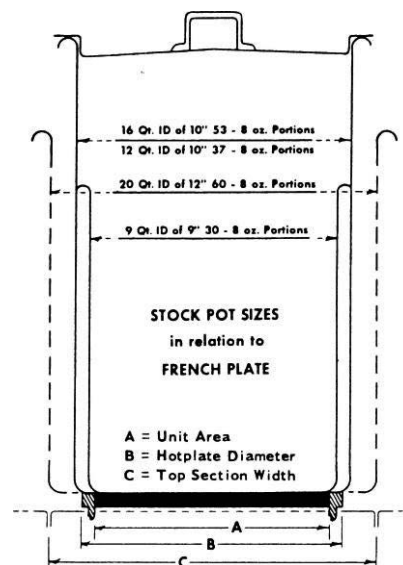 16 Qt. ID of 10" 53 - 8 oz. Portions
12 Qt. ID of 10" 37 - 8 oz. Portions
20 Qt. ID of 12" 60 - 8 oz. Portions
9 Qt. ID of 9" 30 - 8 oz. Portions
STOCK POT SIZES
in relation to
FRENCH PLATE
A = Unit Area
B = Hotplate Diameter
C = Top Section Width
A
B
C